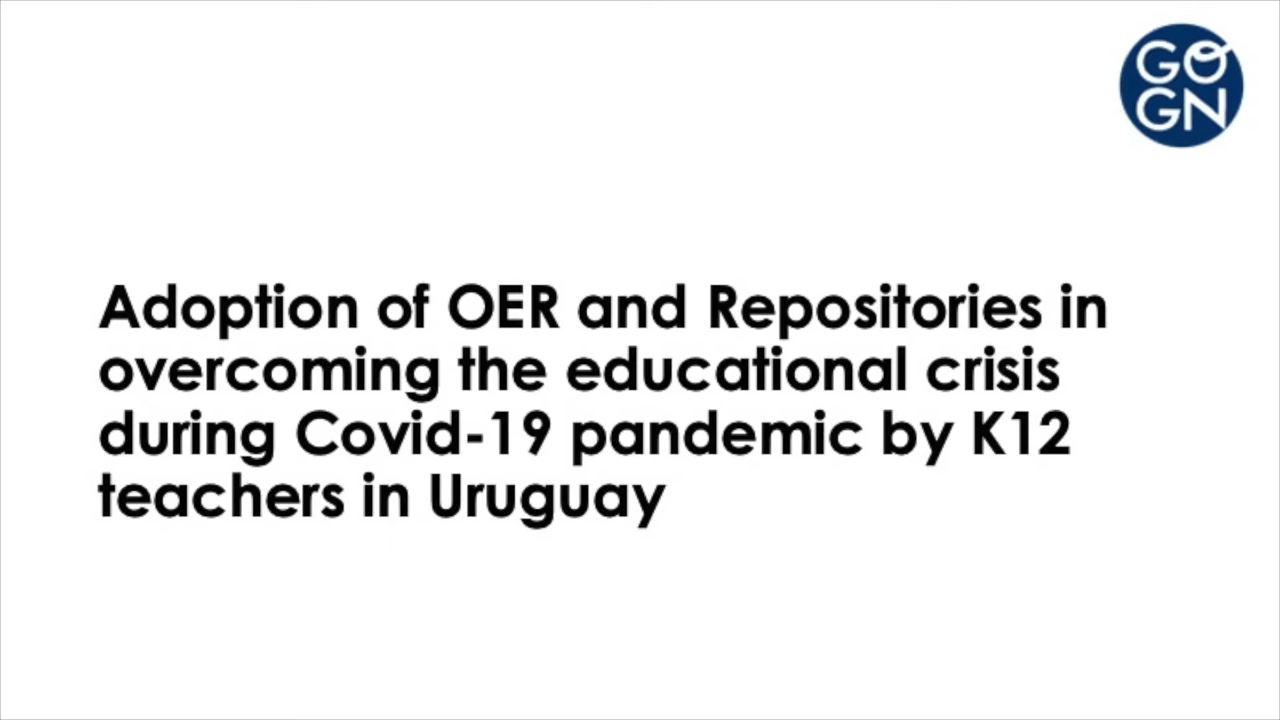 GO
GN
Adoption of OER and Repositories in
overcoming the educational crisis
during Covid-19 pandemic by K12
teachers in Uruguay